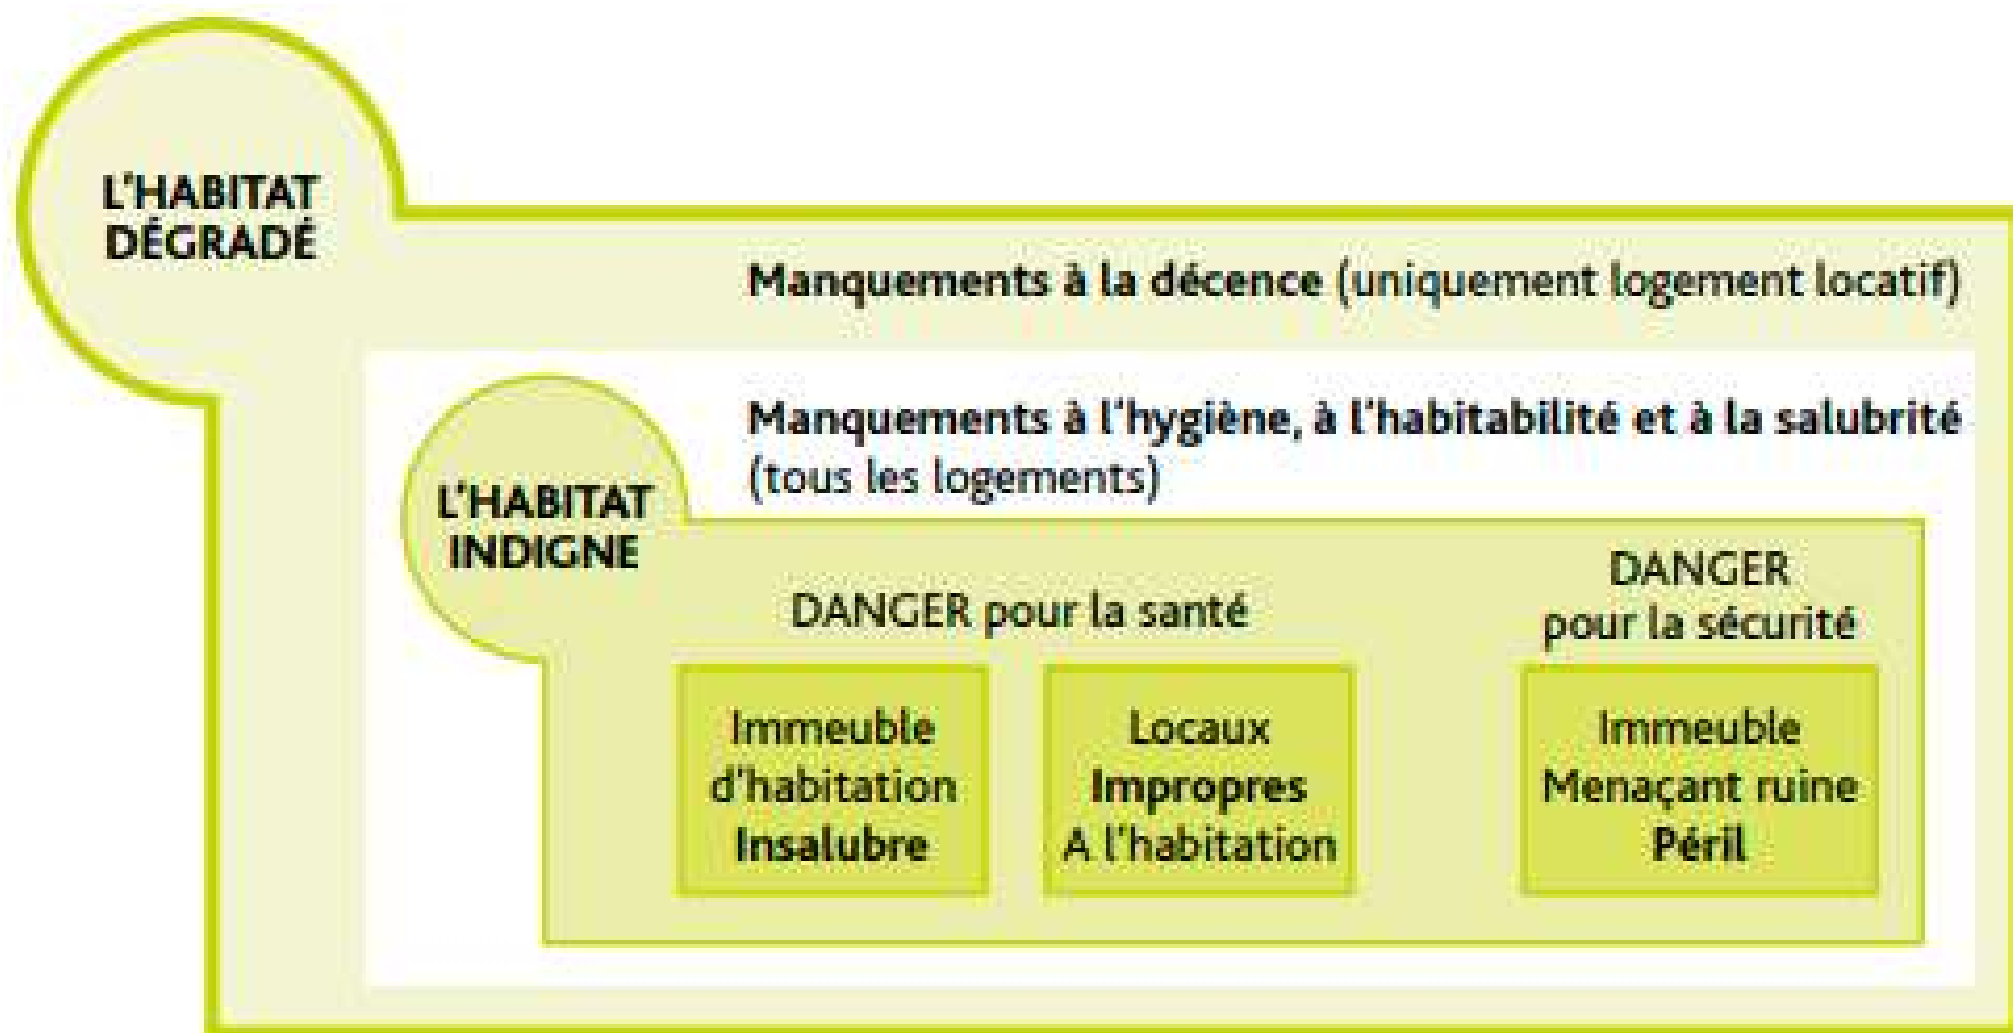 L'HABITAT
DÉGRADÉ
Manquements à la décence (uniquement logement locatif)
Manquements à l'hygiène, à l'habitabilité et à la salubrité
(tous les logements)
L'HABITAT
INDIGNE
DANGER pour la santé
DANGER
pour la sécurité
Immeuble
d'habitation
Insalubre
Locaux
Impropres
A l'habitation
Immeuble
Menaçant ruine
Péril